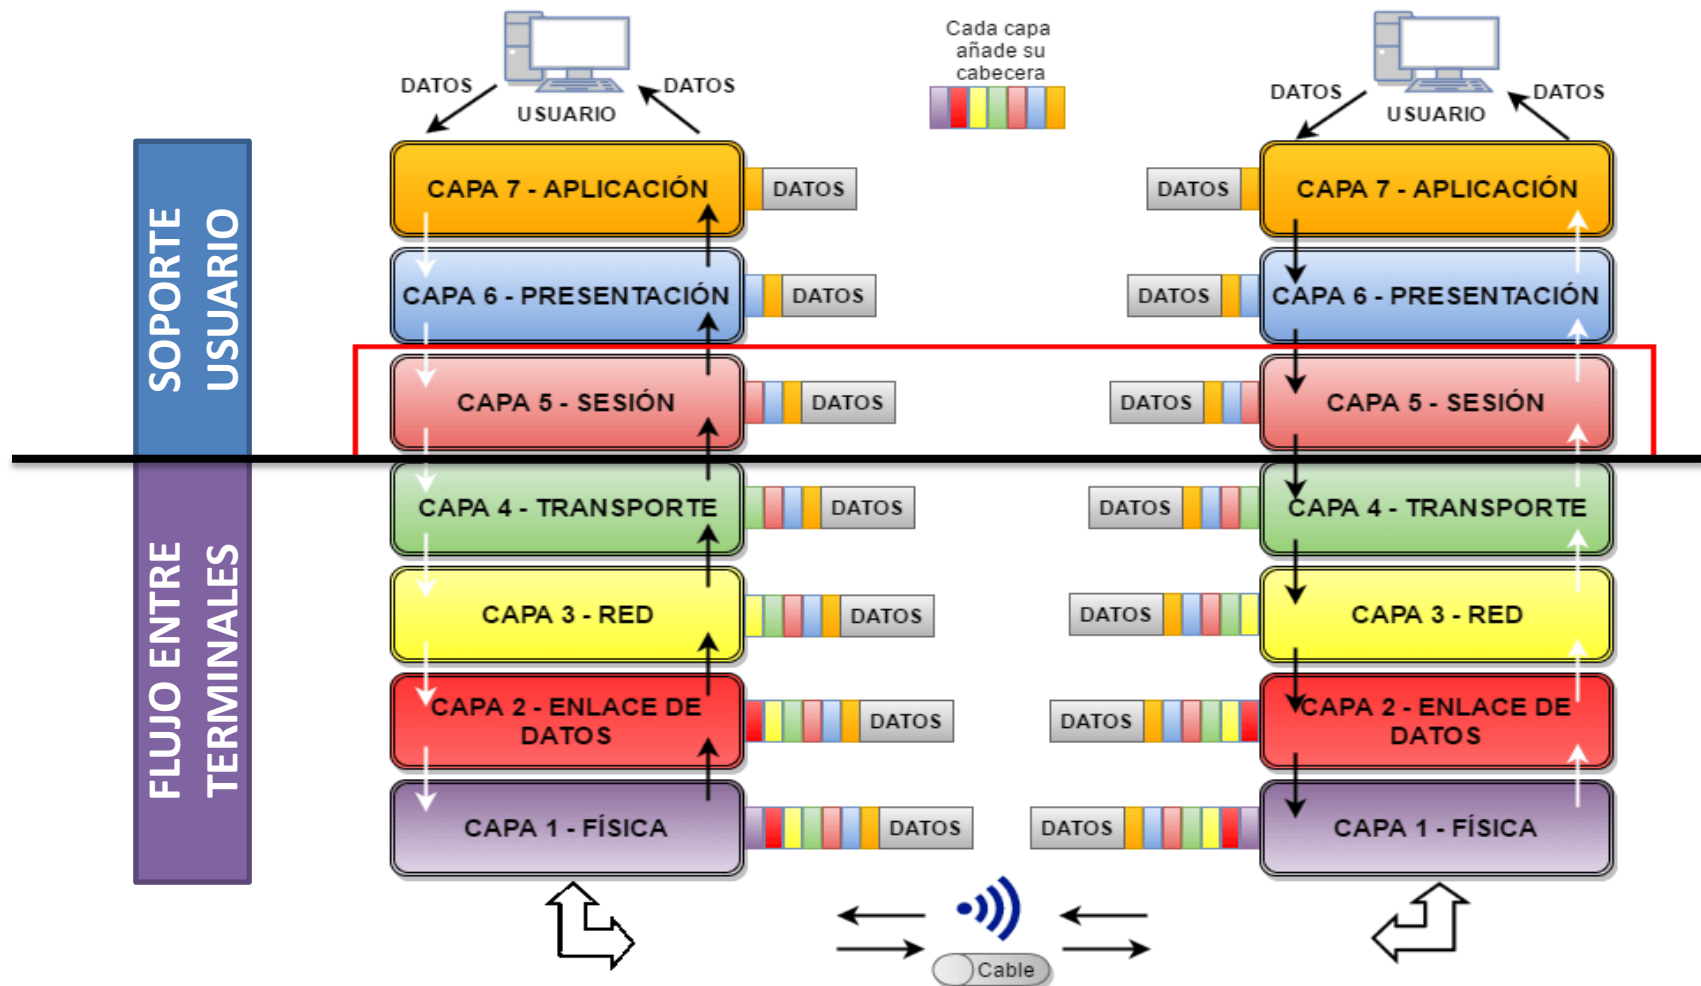 Cada capa
añade su
cabecera
DATOS
DATOS
USUARIO
DATOS
DATOS
USUARIO
SOPORTE
USUARIO
FLUJO ENTRE
TERMINALES
CAPA 7 - APLICACIÓN
DATOS
DATOS
CAPA 7 - APLICACIÓN
CAPA 6 - PRESENTACIÓN
DATOS
DATOS
CAPA 6 - PRESENTACIÓN
CAPA 5 - SESIÓN
DATOS
DATOS
CAPA 5 - SESIÓN
CAPA 4 - TRANSPORTE
DATOS
DATOS
CAPA 4 - TRANSPORTE
CAPA 3 - RED
DATOS
DATOS
CAPA 3 - RED
CAPA 2 - ENLACE DE
DATOS
DATOS
DATOS
CAPA 2 - ENLACE DE
DATOS
CAPA 1 - FÍSICA
DATOS
DATOS
CAPA 1 - FÍSICA
Cable